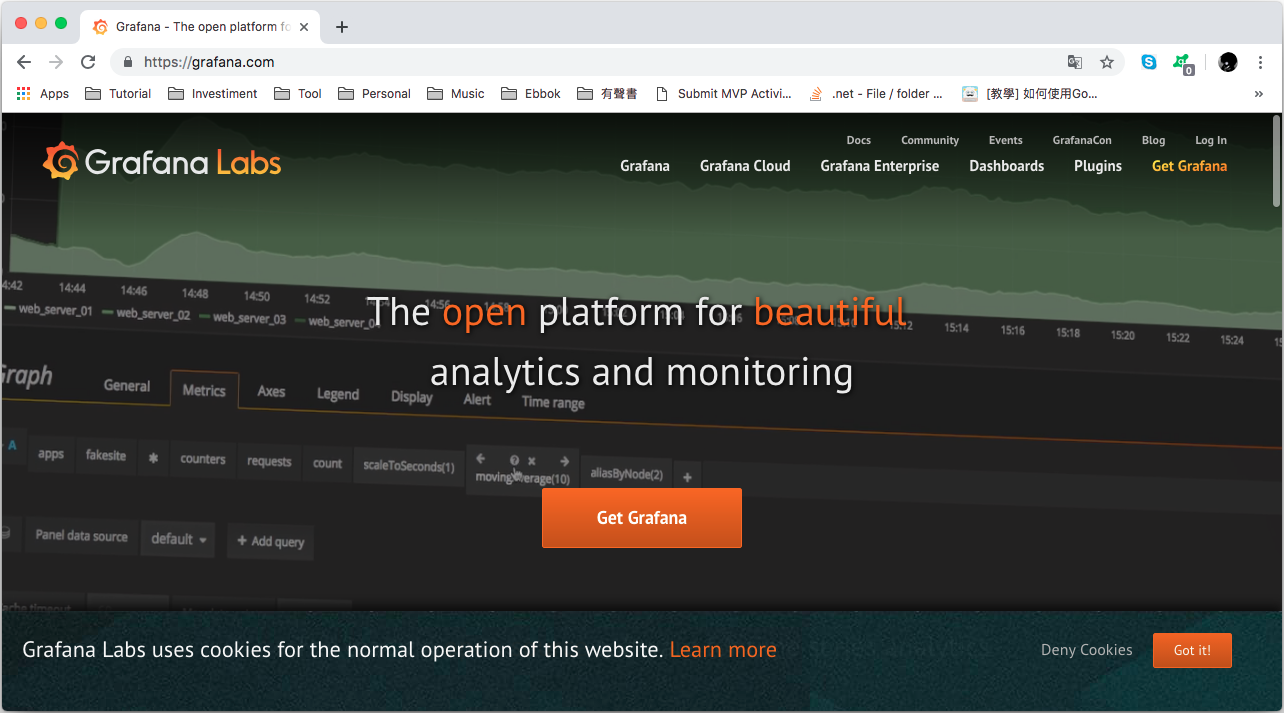 Grafana - The open platform fo
https://grafana.com
Apps Tutorial Investiment Tool Personal Music Ebbok 有聲書 Submit MVP Activi... .net - File / folder ... [教學] 如何使用Go... »
0
Docs Community Events GrafanaCon Blog Log In
Grafana Labs
Grafana Grafana Cloud Grafana Enterprise Dashboards Plugins Get Grafana
14:42 14:44 14:46 14:48 14:50 14:52 14:54 14:56 14:58 15:12 15:14 15:16 15:18 15:20 15:22 15:24
web_server_01 web_server_02 web_server_03 web_server_04
The open platform for beautiful
analytics and monitoring
Graph General Metrics Axes Legend Display Alert Time range
A apps fakesite * counters requests count scaleToSeconds(1) movingAverage(10) aliasByNode(2) +
Get Grafana
Panel data source default + Add query
Grafana Labs uses cookies for the normal operation of this website. Learn more
Deny Cookies Got it!